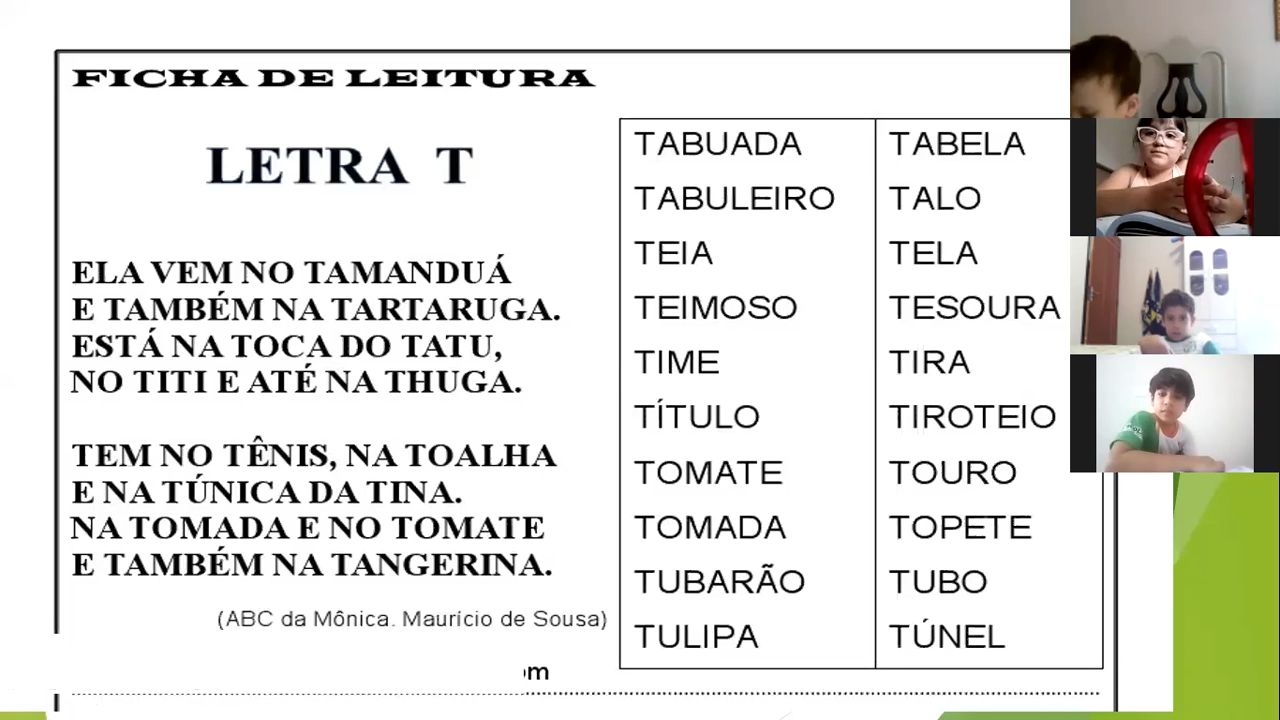 FICHA DE LEITURA
LETRA T
ELA VEM NO TAMANDUÁ
E TAMBÉM NA TARTARUGA.
ESTÁ NA TOCA DO TATU,
NO TITI E ATÉ NA THUGA.
TEM NO TÊNIS, NA TOALHA
E NA TÚNICA DA TINA.
NA TOMADA E NO TOMATE
E TAMBÉM NA TANGERINA.
(ABC da Mônica. Maurício de Sousa)
om
TABUADA TABELA
TABULEIRO TALO
TEIA TELA
TEIMOSO TESOURA
TIME TIRA
TÍTULO TIROTEIO
TOMATE TOURO
TOMADA TOPETE
TUBARÃO TUBO
TULIPA TÚNEL